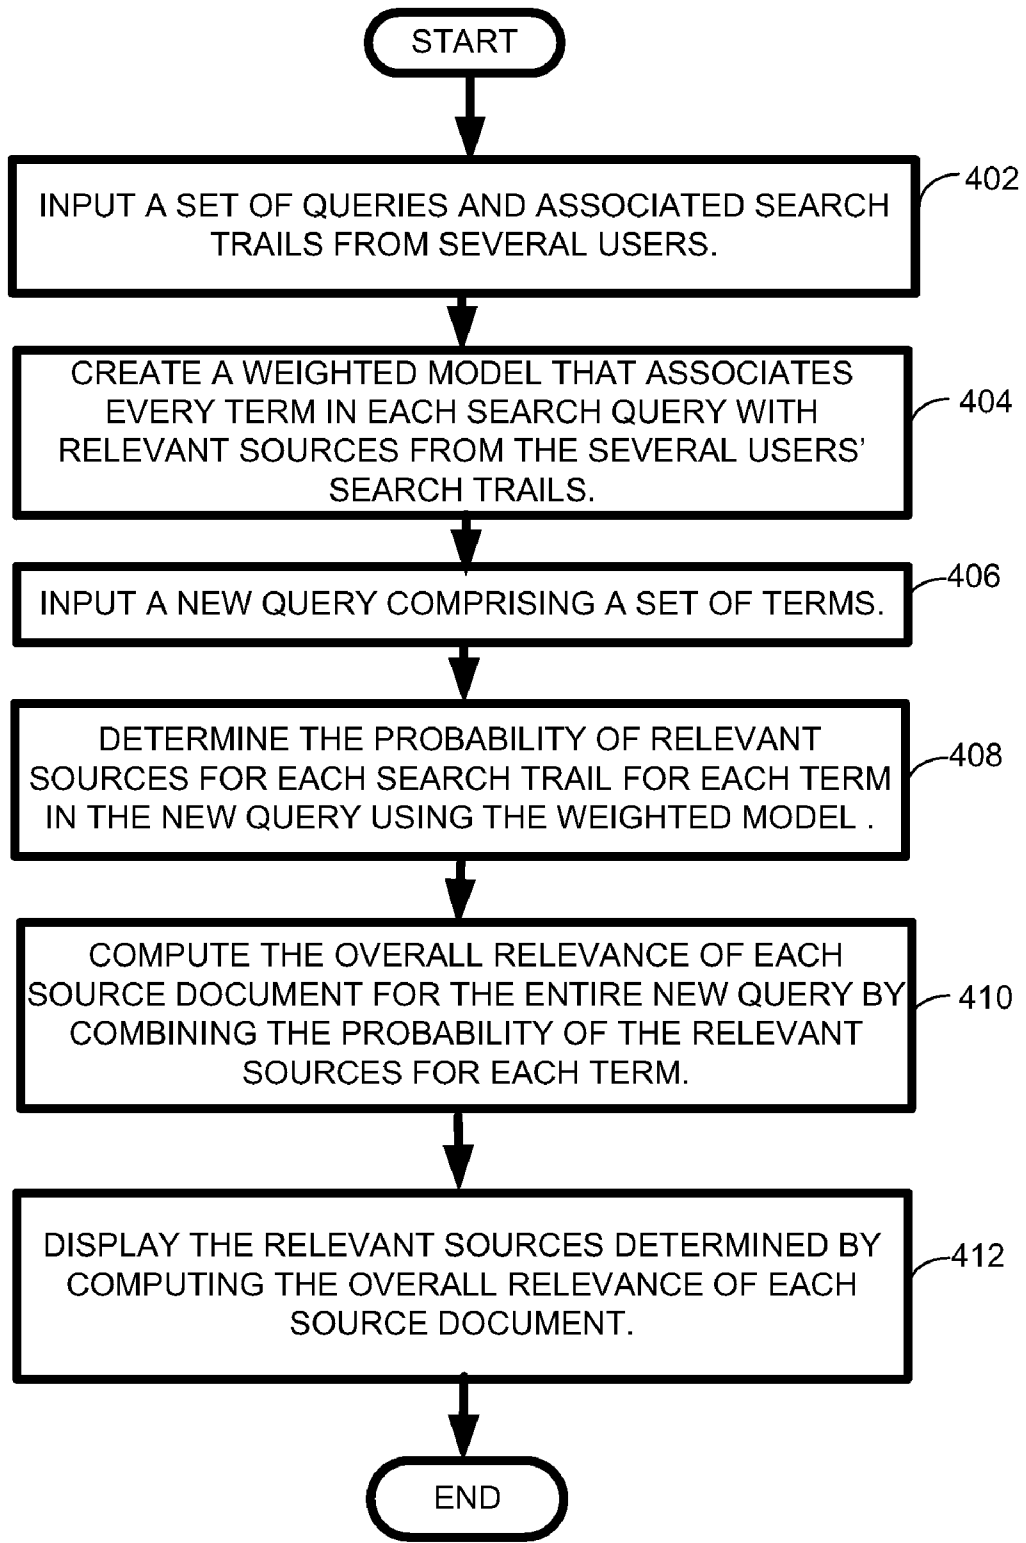 START
INPUT A SET OF QUERIES AND ASSOCIATED SEARCH
TRAILS FROM SEVERAL USERS.
402
CREATE A WEIGHTED MODEL THAT ASSOCIATES
EVERY TERM IN EACH SEARCH QUERY WITH
RELEVANT SOURCES FROM THE SEVERAL USERS’
SEARCH TRAILS.
404
INPUT A NEW QUERY COMPRISING A SET OF TERMS.
406
DETERMINE THE PROBABILITY OF RELEVANT
SOURCES FOR EACH SEARCH TRAIL FOR EACH TERM
IN THE NEW QUERY USING THE WEIGHTED MODEL .
408
COMPUTE THE OVERALL RELEVANCE OF EACH
SOURCE DOCUMENT FOR THE ENTIRE NEW QUERY BY
COMBINING THE PROBABILITY OF THE RELEVANT
SOURCES FOR EACH TERM.
410
DISPLAY THE RELEVANT SOURCES DETERMINED BY
COMPUTING THE OVERALL RELEVANCE OF EACH
SOURCE DOCUMENT.
412
END